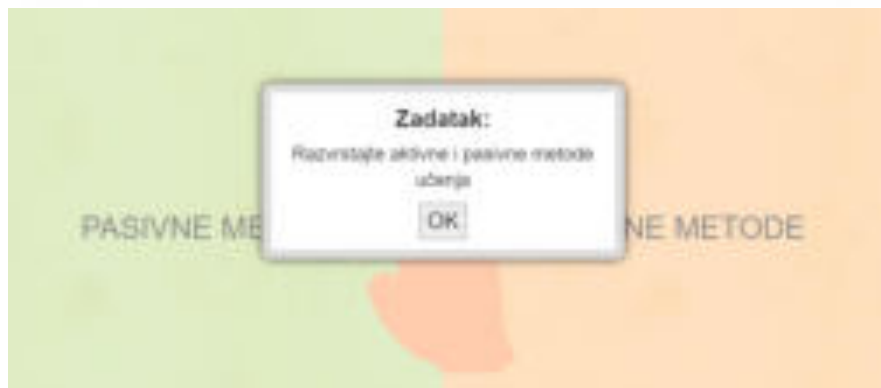 Zadatak:
Razvrstajte aktivne i pasivne metode
učenja
OK
PASIVNE ME
NE METODE